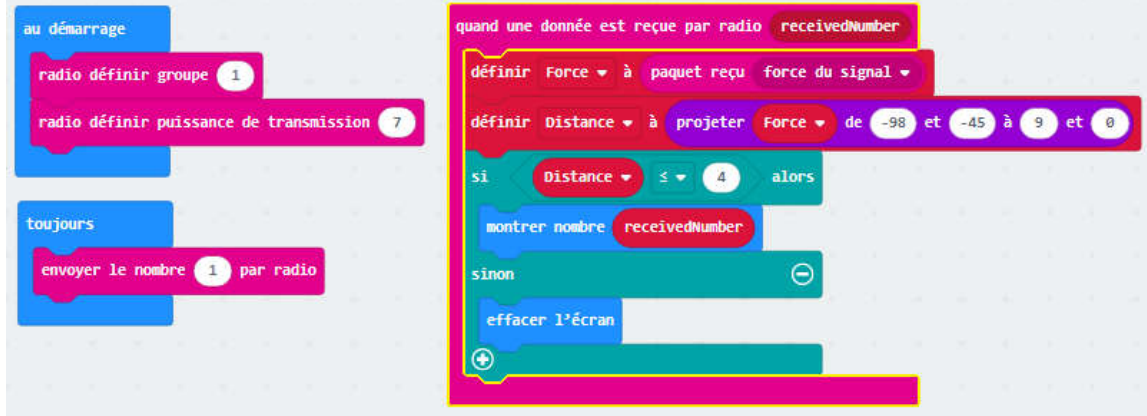 au démarrage
radio définir groupe 1
radio définir puissance de transmission 7
toujours
envoyer le nombre 1 par radio
quand une donnée est reçue par radio receivedNumber
définir Force à paquet reçu force du signal
définir Distance à projeter Force de -98 et -45 à 9 et 0
si Distance ≤ 4 alors
montrer nombre receivedNumber
sinon
effacer l'écran